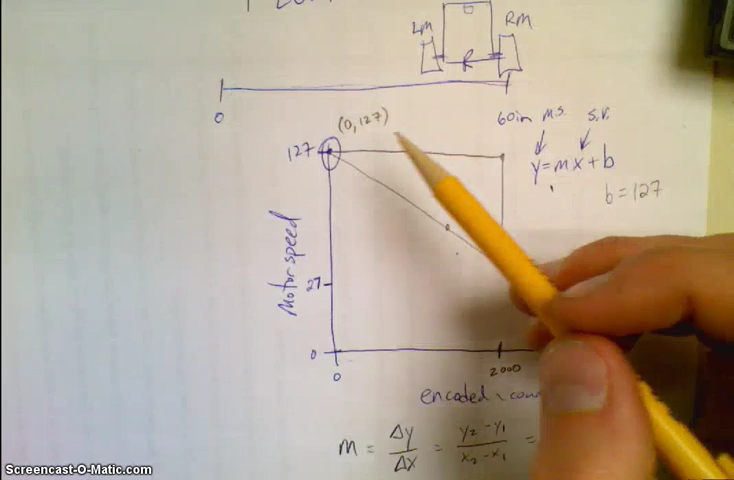 LM
RM
0
60in
(0,127)
m.s.
s.v.
127
y=mx+b
b=127
Motor speed
27
0
0
2000
encoder
m = ΔY/ΔX = y₂-y₁/x₂-x₁ =
Screencast-O-Matic.com